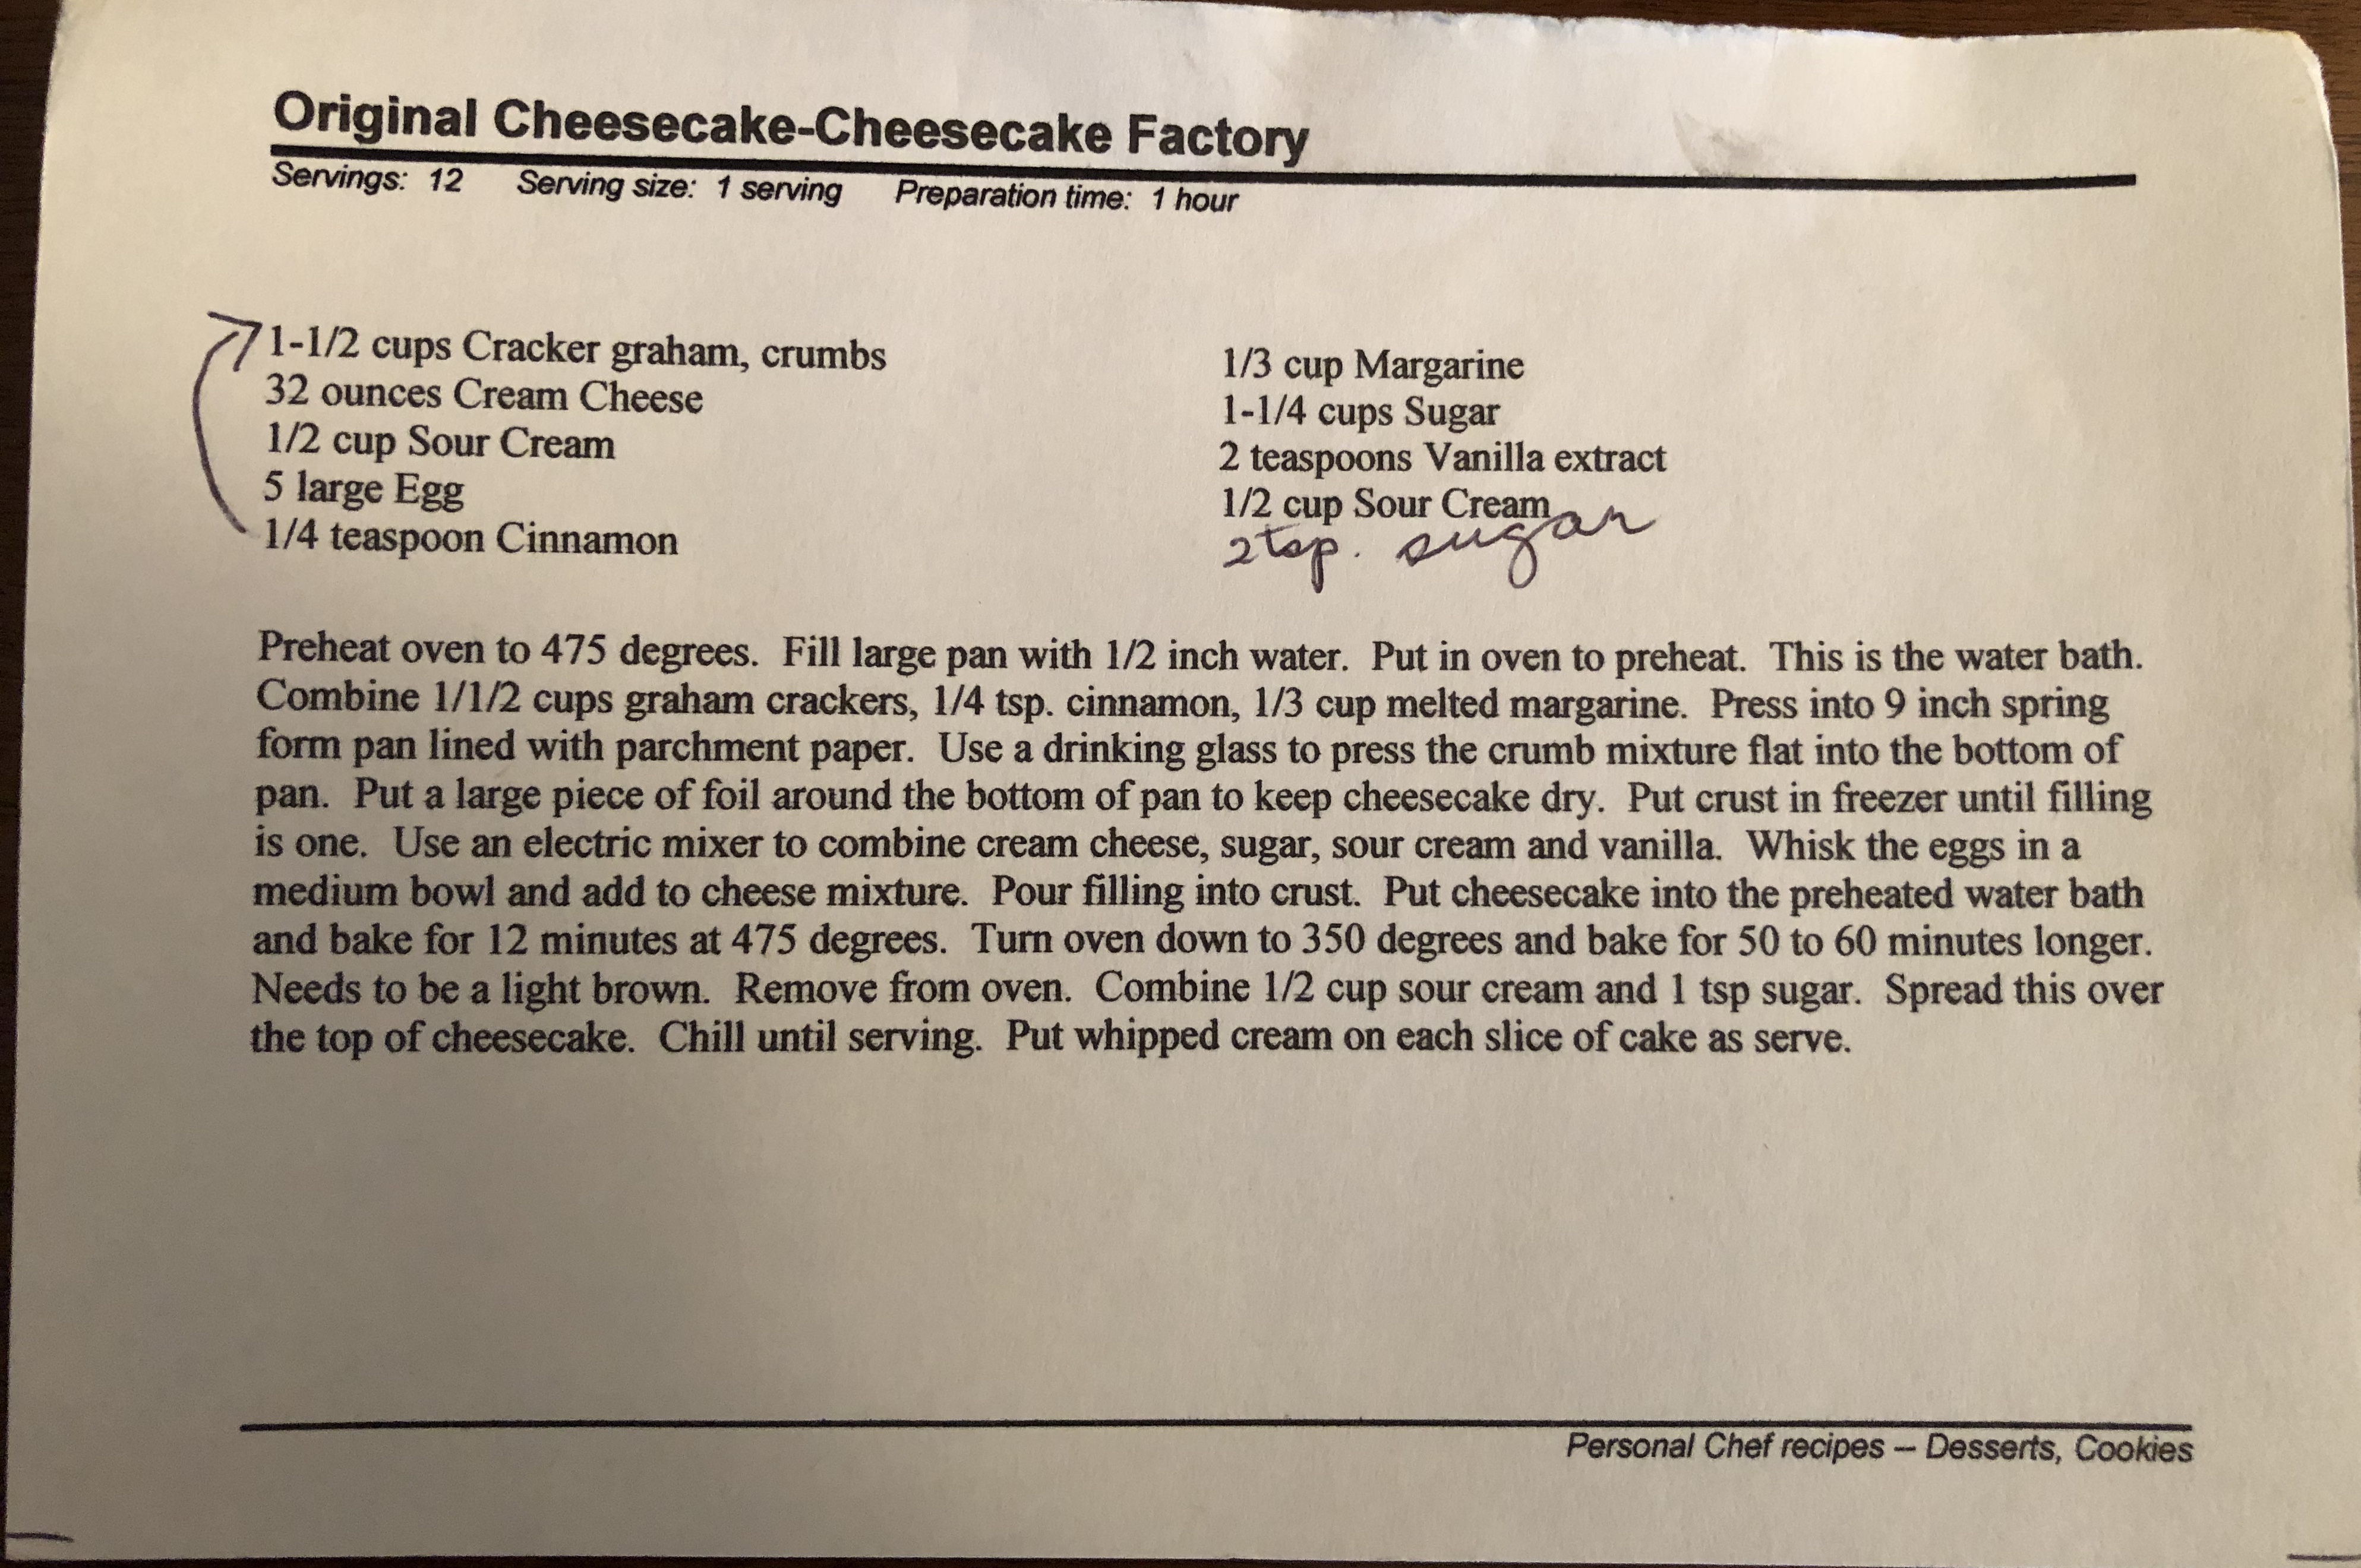 Original Cheesecake-Cheesecake Factory
Servings: 12 Serving size: 1 serving Preparation time: 1 hour
1-1/2 cups Cracker graham, crumbs
32 ounces Cream Cheese
1/2 cup Sour Cream
5 large Egg
1/4 teaspoon Cinnamon
1/3 cup Margarine
1-1/4 cups Sugar
2 teaspoons Vanilla extract
1/2 cup Sour Cream
2 tsp. sugar
Preheat oven to 475 degrees. Fill large pan with 1/2 inch water. Put in oven to preheat. This is the water bath.
Combine 1/1/2 cups graham crackers, 1/4 tsp. cinnamon, 1/3 cup melted margarine. Press into 9 inch spring
form pan lined with parchment paper. Use a drinking glass to press the crumb mixture flat into the bottom of
pan. Put a large piece of foil around the bottom of pan to keep cheesecake dry. Put crust in freezer until filling
is one. Use an electric mixer to combine cream cheese, sugar, sour cream and vanilla. Whisk the eggs in a
medium bowl and add to cheese mixture. Pour filling into crust. Put cheesecake into the preheated water bath
and bake for 12 minutes at 475 degrees. Turn oven down to 350 degrees and bake for 50 to 60 minutes longer.
Needs to be a light brown. Remove from oven. Combine 1/2 cup sour cream and 1 tsp sugar. Spread this over
the top of cheesecake. Chill until serving. Put whipped cream on each slice of cake as serve.
Personal Chef recipes – Desserts, Cookies